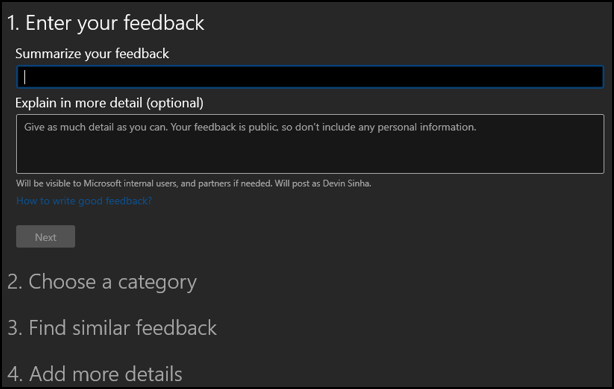 1. Enter your feedback
Summarize your feedback
Explain in more detail (optional)
Give as much detail as you can. Your feedback is public, so don't include any personal information.
Will be visible to Microsoft internal users, and partners if needed. Will post as Devin Sinha.
How to write good feedback?
Next
2. Choose a category
3. Find similar feedback
4. Add more details